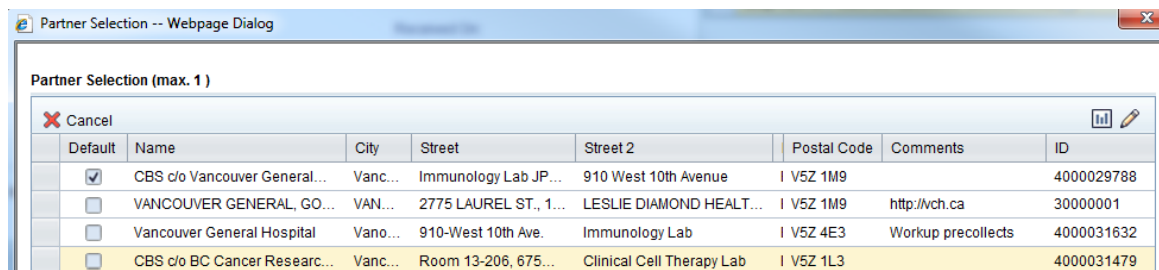 Partner Selection -- Webpage Dialog
Partner Selection (max. 1 )
Cancel
Default Name City Street Street 2 Postal Code Comments ID
CBS c/o Vancouver General... Vanc... Immunology Lab JP... 910 West 10th Avenue V5Z 1M9 4000029788
VANCOUVER GENERAL, GO... VAN... 2775 LAUREL ST., 1... LESLIE DIAMOND HEALT... V5Z 1M9 http://vch.ca 30000001
Vancouver General Hospital Vano... 910-West 10th Ave. Immunology Lab V5Z 4E3 Workup precollects 4000031632
CBS c/o BC Cancer Researc... Vanc... Room 13-206, 675... Clinical Cell Therapy Lab V5Z 1L3 4000031479